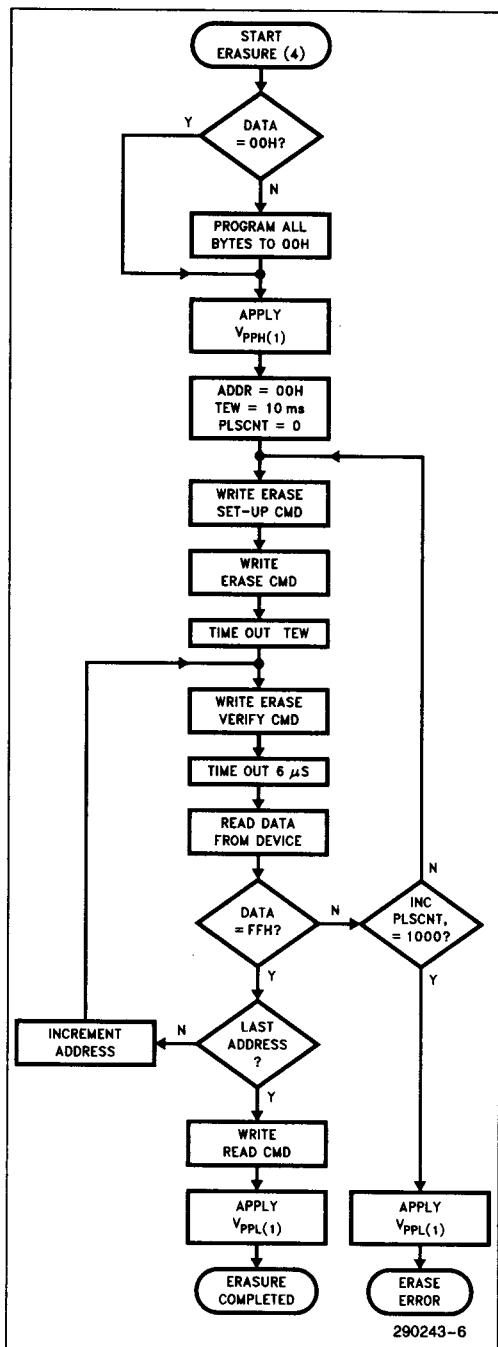 START
ERASURE (4)
Y
DATA
= 00H?
N
PROGRAM ALL
BYTES TO 00H
APPLY
VPPH(1)
ADDR = 00H
TEW = 10 ms
PLSCNT = 0
WRITE ERASE
SET-UP CMD
WRITE
ERASE CMD
TIME OUT TEW
WRITE ERASE
VERIFY CMD
TIME OUT 6 µS
READ DATA
FROM DEVICE
DATA
= FFH?
N
Y
INC
PLSCNT,
= 1000?
N
Y
LAST
ADDRESS
?
N
Y
INCREMENT
ADDRESS
WRITE
READ CMD
APPLY
VPPL(1)
APPLY
VPPL(1)
ERASURE
COMPLETED
ERASE
ERROR
290243-6